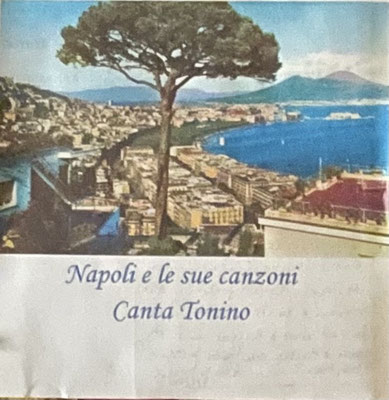 Napoli e le sue canzoni
Canta Tonino